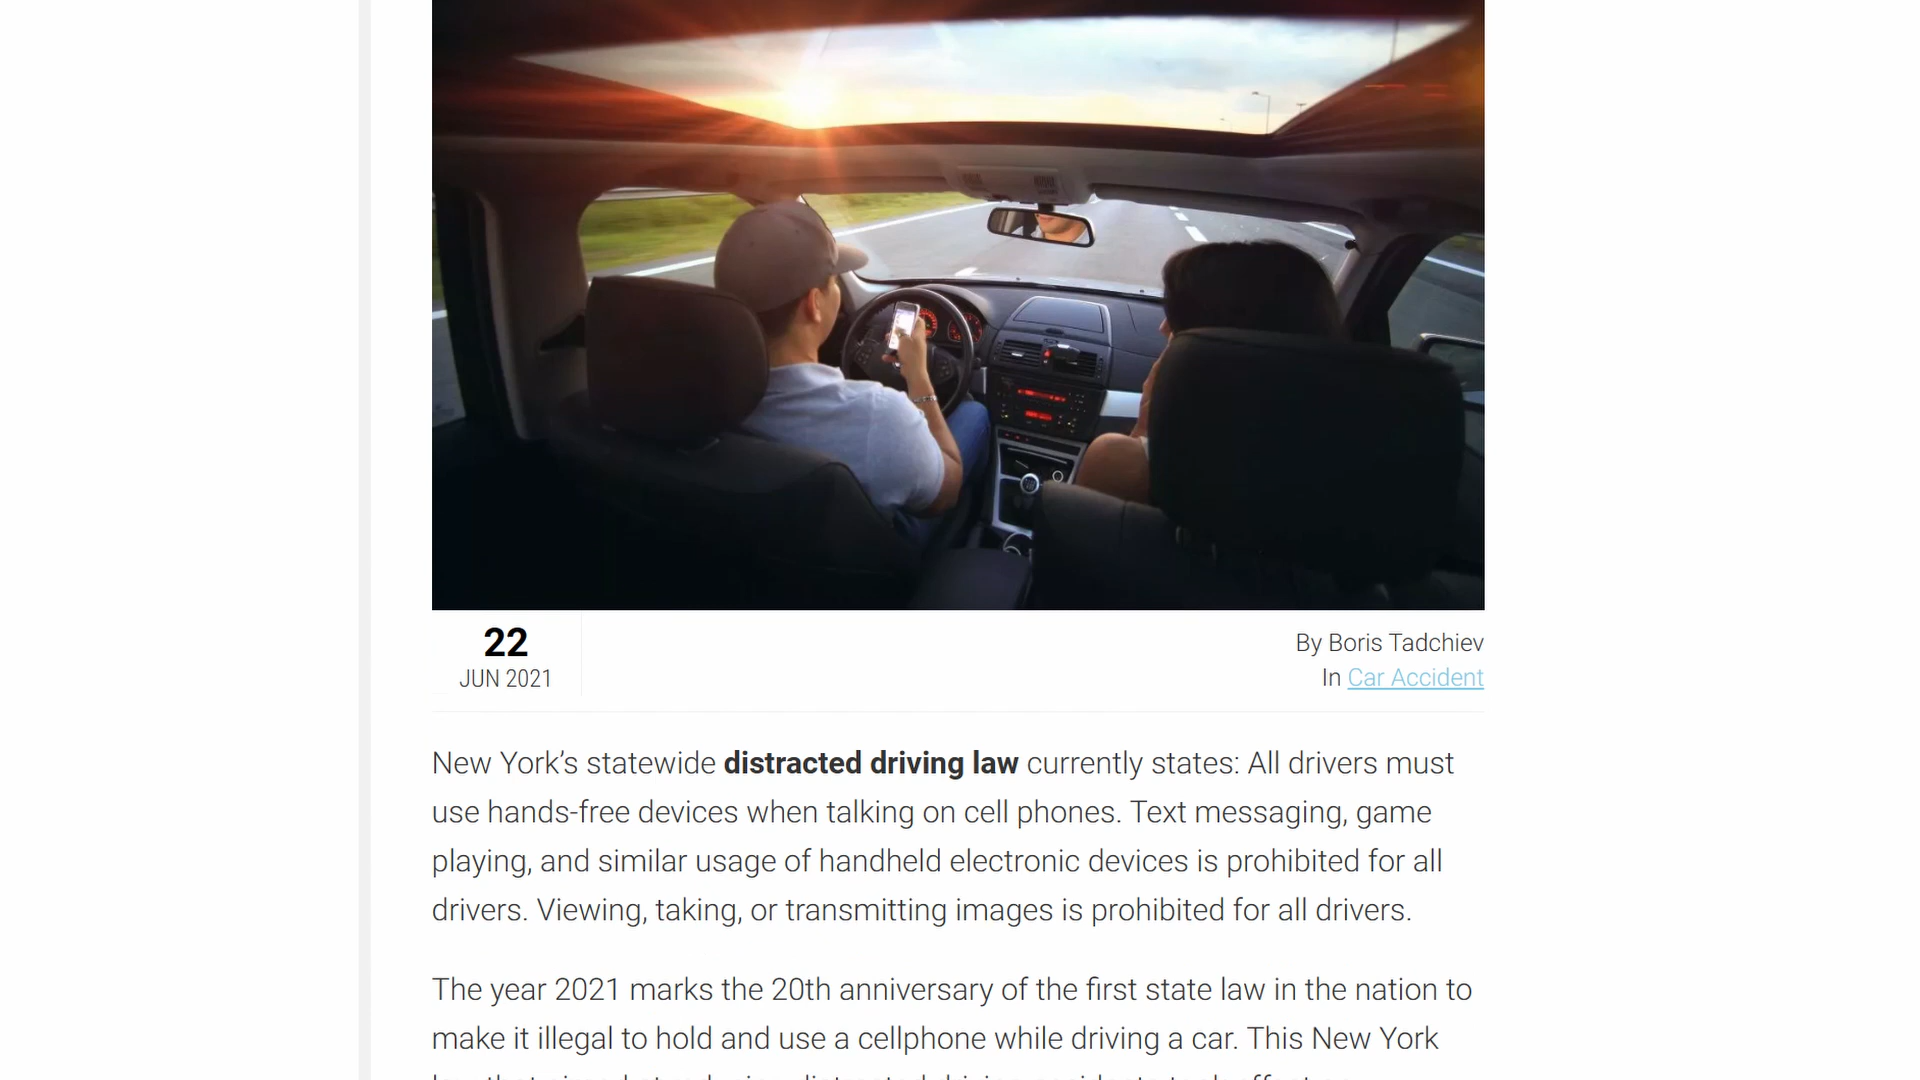 22
JUN 2021
By Boris Tadchiev
In Car Accident
New York’s statewide distracted driving law currently states: All drivers must
use hands-free devices when talking on cell phones. Text messaging, game
playing, and similar usage of handheld electronic devices is prohibited for all
drivers. Viewing, taking, or transmitting images is prohibited for all drivers.
The year 2021 marks the 20th anniversary of the first state law in the nation to
make it illegal to hold and use a cellphone while driving a car. This New York